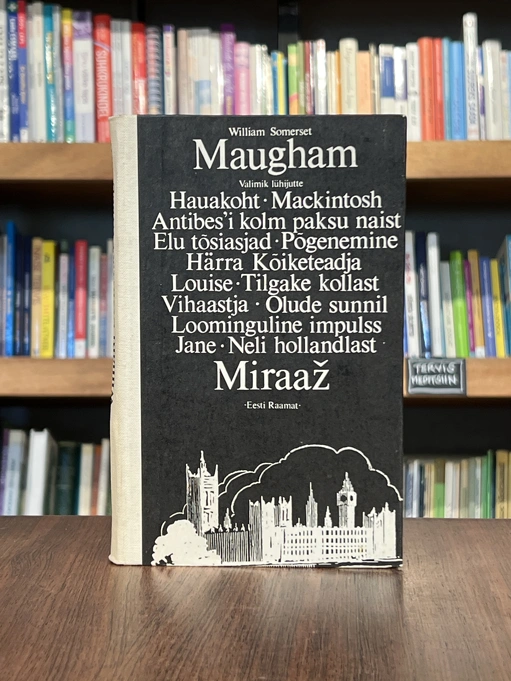 William Somerset
Maugham
Valimik lühijutte
Hauakoht · Mackintosh
Antibes'i kolm paksu naist
Elu tõsiasjad · Põgenemine
Härra Kõiketeadja
Louise · Tilgake kollast
Vihaastja · Olude sunnil
Loominguline impulss
Jane · Neli hollandlast
Miraaž
· Eesti Raamat ·
TERVIS
MEDITSIIN